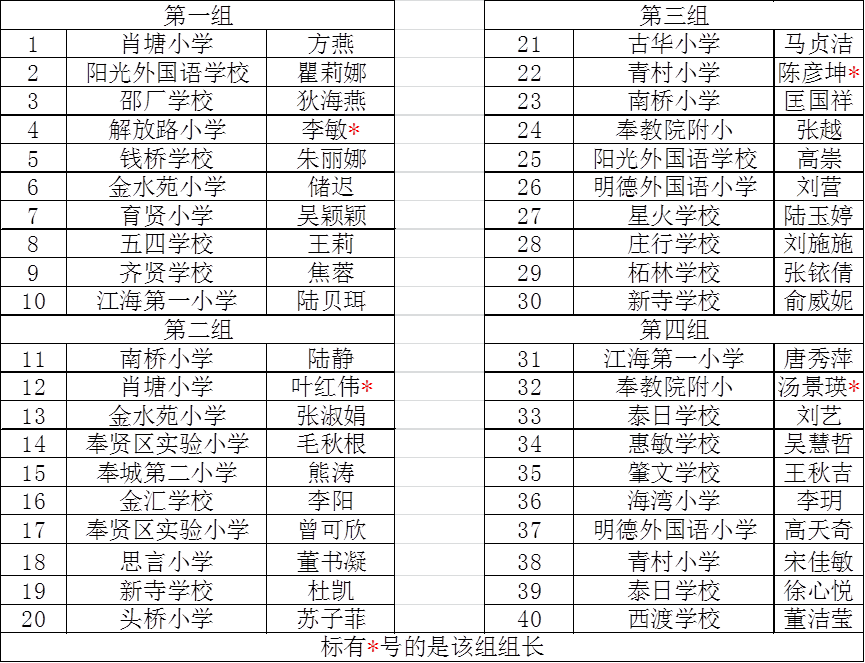 第一组
1 肖塘小学 方燕
2 阳光外国语学校 瞿莉娜
3 邵厂学校 狄海燕
4 解放路小学 李敏*
5 钱桥学校 朱丽娜
6 金水苑小学 储迟
7 育贤小学 吴颖颖
8 五四学校 王莉
9 齐贤学校 焦蓉
10 江海第一小学 陆贝珥
第二组
11 南桥小学 陆静
12 肖塘小学 叶红伟*
13 金水苑小学 张淑娟
14 奉贤区实验小学 毛秋根
15 奉城第二小学 熊涛
16 金汇学校 李阳
17 奉贤区实验小学 曾可欣
18 思言小学 董书凝
19 新寺学校 杜凯
20 头桥小学 苏子菲
第三组
21 古华小学 马贞洁
22 青村小学 陈彦坤*
23 南桥小学 匡国祥
24 奉教院附小 张越
25 阳光外国语学校 高崇
26 明德外国语小学 刘营
27 星火学校 陆玉婷
28 庄行学校 刘施施
29 柘林学校 张铱倩
30 新寺学校 俞威妮
第四组
31 江海第一小学 唐秀萍
32 奉教院附小 汤景瑛*
33 泰日学校 刘艺
34 惠敏学校 吴慧哲
35 肇文学校 王秋吉
36 海湾小学 李玥
37 明德外国语小学 高天奇
38 青村小学 宋佳敏
39 泰日学校 徐心悦
40 西渡学校 董洁莹
标有*号的是该组组长